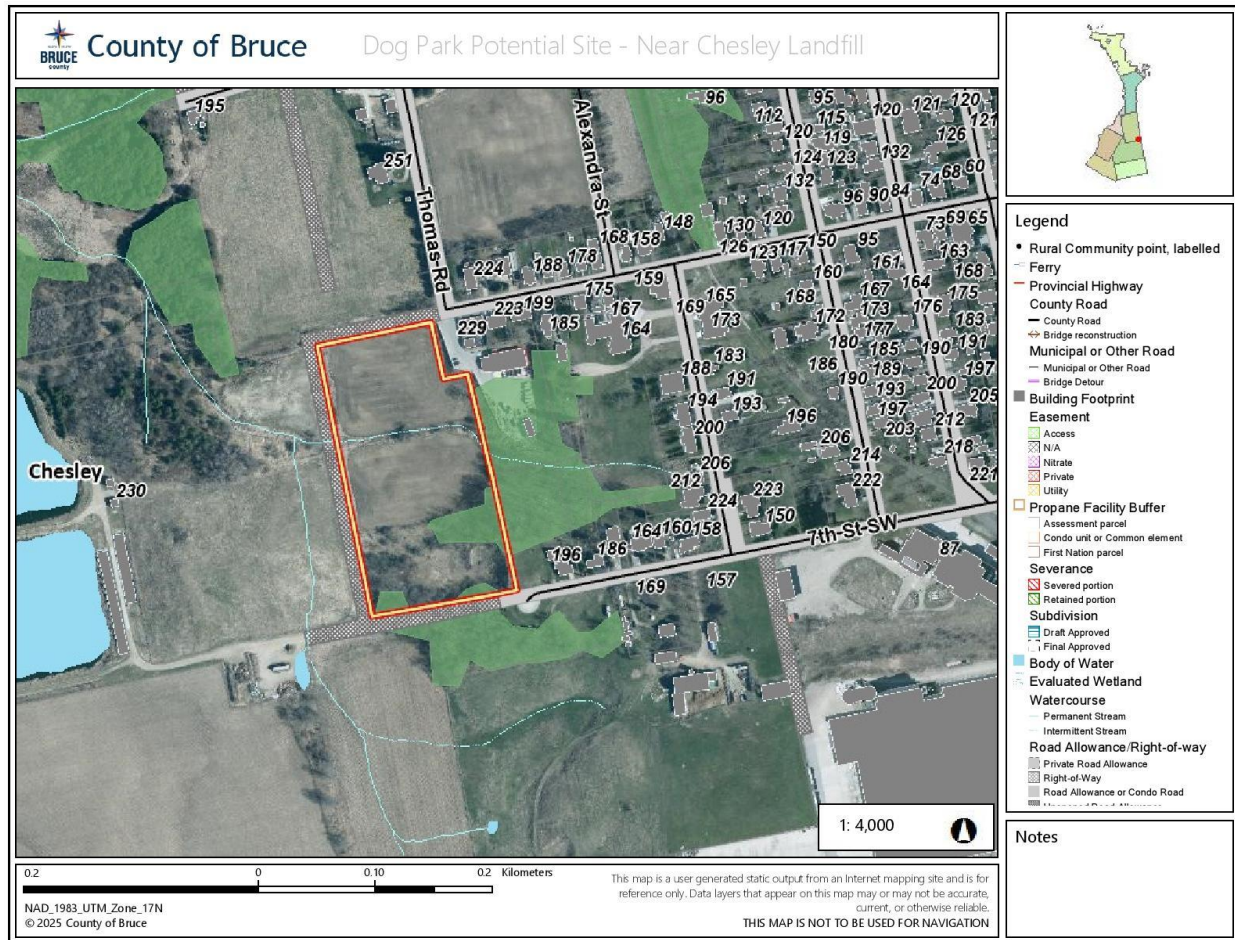 BRUCE
county
County of Bruce
Dog Park Potential Site - Near Chesley Landfill
195
251
Thomas-Rd
Alexandra-St
96
95
120
121
120
112
115
126
121
120
119
124
123
132
60
132
68
74
96
90
84
148
130
120
73
69
65
168
158
126
123
117
150
95
163
224
188
178
159
160
161
168
175
164
165
168
167
175
223
199
167
169
173
172
173
176
229
185
164
177
183
180
183
185
190
191
188
186
189
191
190
193
200
197
194
193
197
205
200
196
203
212
206
218
206
214
212
221
224
223
222
150
Chesley
230
196
186
164
160
158
7th-St-SW
87
169
157
1: 4,000
Legend
Rural Community point, labelled
Ferry
Provincial Highway
County Road
County Road
Bridge reconstruction
Municipal or Other Road
Municipal or Other Road
Bridge Detour
Building Footprint
Easement
Access
N/A
Nitrate
Private
Utility
Propane Facility Buffer
Assessment parcel
Condo unit or Common element
First Nation parcel
Severance
Severed portion
Retained portion
Subdivision
Draft Approved
Final Approved
Body of Water
Evaluated Wetland
Watercourse
Permanent Stream
Intermittent Stream
Road Allowance/Right-of-way
Private Road Allowance
Right-of-Way
Road Allowance or Condo Road
Notes
0.2 0 0.10 0.2 Kilometers
NAD_1983_UTM_Zone_17N
© 2025 County of Bruce
This map is a user generated static output from an Internet mapping site and is for
reference only. Data layers that appear on this map may or may not be accurate,
current, or otherwise reliable.
THIS MAP IS NOT TO BE USED FOR NAVIGATION